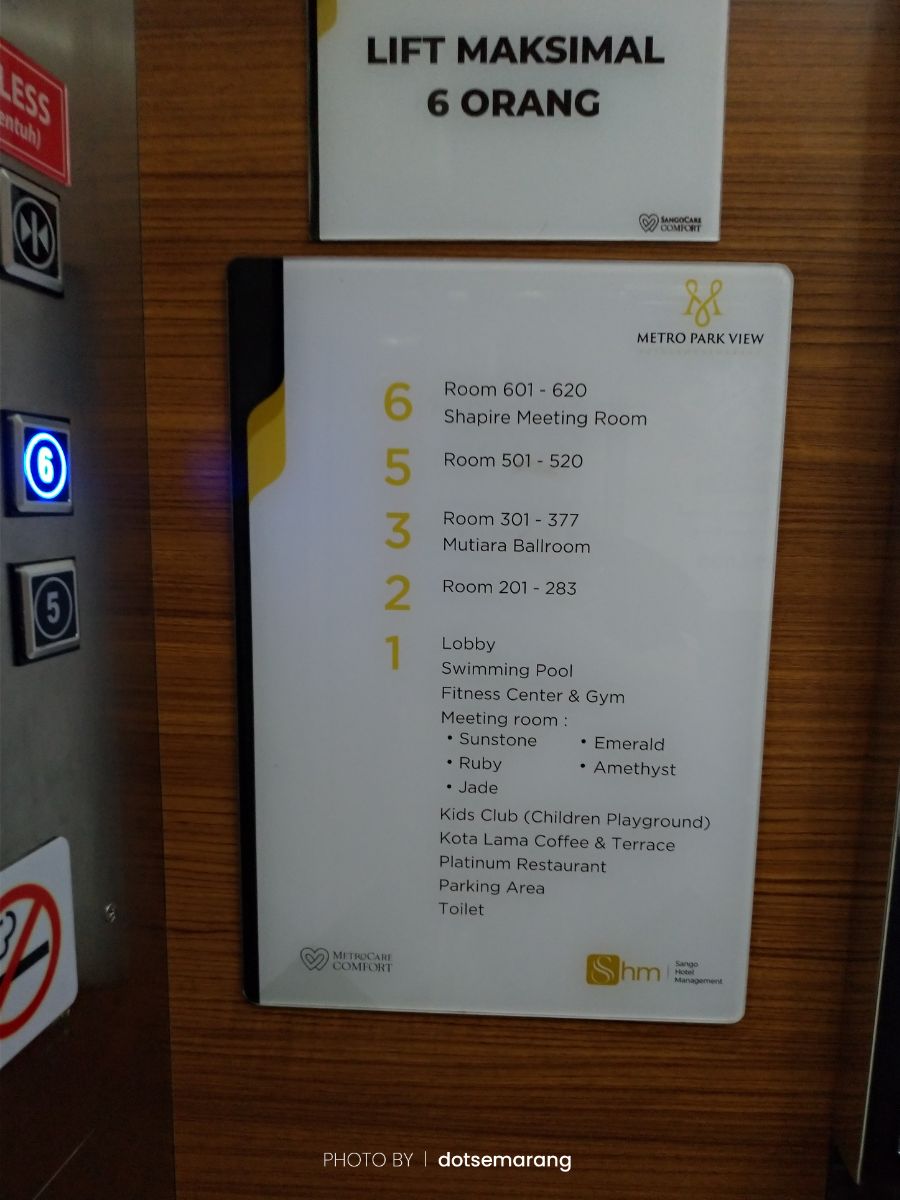 LIFT MAKSIMAL
6 ORANG
SANGOCARE
COMFORT
LESS
entuh)
6
5
METRO PARK VIEW
6 Room 601 - 620
Shapire Meeting Room
5 Room 501 - 520
3 Room 301 - 377
Mutiara Ballroom
2 Room 201 - 283
1 Lobby
Swimming Pool
Fitness Center & Gym
Meeting room :
• Sunstone • Emerald
• Ruby • Amethyst
• Jade
Kids Club (Children Playground)
Kota Lama Coffee & Terrace
Platinum Restaurant
Parking Area
Toilet
METROCARE
COMFORT
Shm
Sango
Hotel
Management
PHOTO BY | dotsemarang